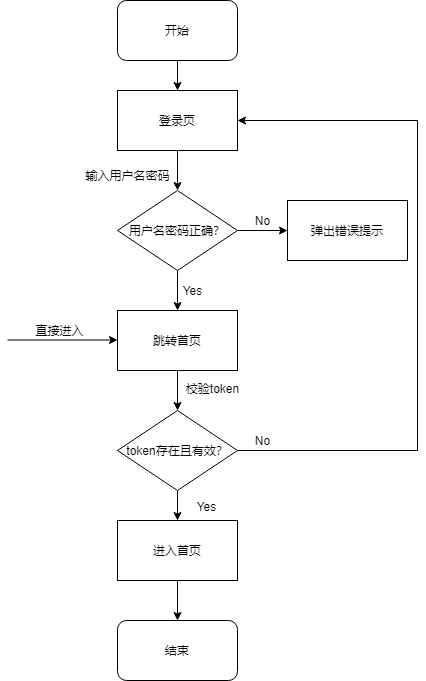 开始
登录页
输入用户名密码
用户名密码正确?
No
弹出错误提示
Yes
直接进入
跳转首页
校验token
token存在且有效?
No
Yes
进入首页
结束